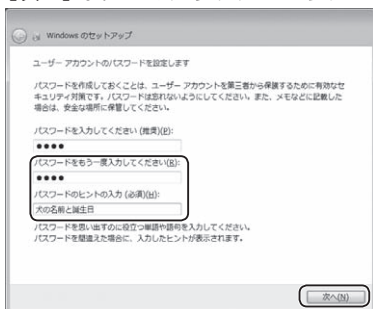 Windows のセットアップ
ユーザー アカウントのパスワードを設定します
パスワードを作成しておくことは、ユーザー アカウントを第三者から保護するために有効なセ
キュリティ対策です。パスワードは忘れないようにしてください。また、メモなどに記載した
場合は、安全な場所に保管してください。
パスワードを入力してください (推奨)(P):
●●●●
パスワードをもう一度入力してください(R):
●●●●
パスワードのヒントの入力 (必須)(H):
犬の名前と誕生日
パスワードを思い出すのに役立つ単語や語句を入力してください。
パスワードを間違えた場合に、入力したヒントが表示されます。
次へ(N)